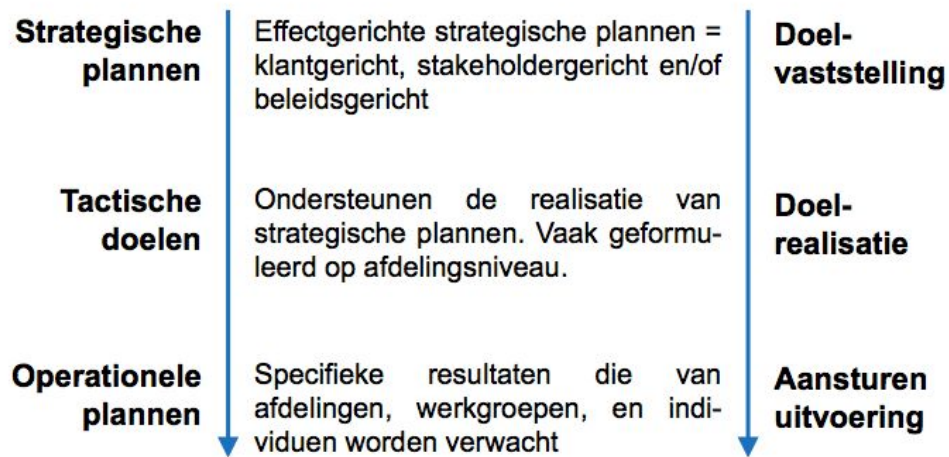 Strategische
plannen
Effectgerichte strategische plannen =
klantgericht, stakeholdergericht en/of
beleidsgericht
Doel-
vaststelling
Tactische
doelen
Ondersteunen de realisatie van
strategische plannen. Vaak geformu-
leerd op afdelingsniveau.
Doel-
realisatie
Operationele
plannen
Specifieke resultaten die van
afdelingen, werkgroepen, en indi-
viduen worden verwacht
Aansturen
uitvoering